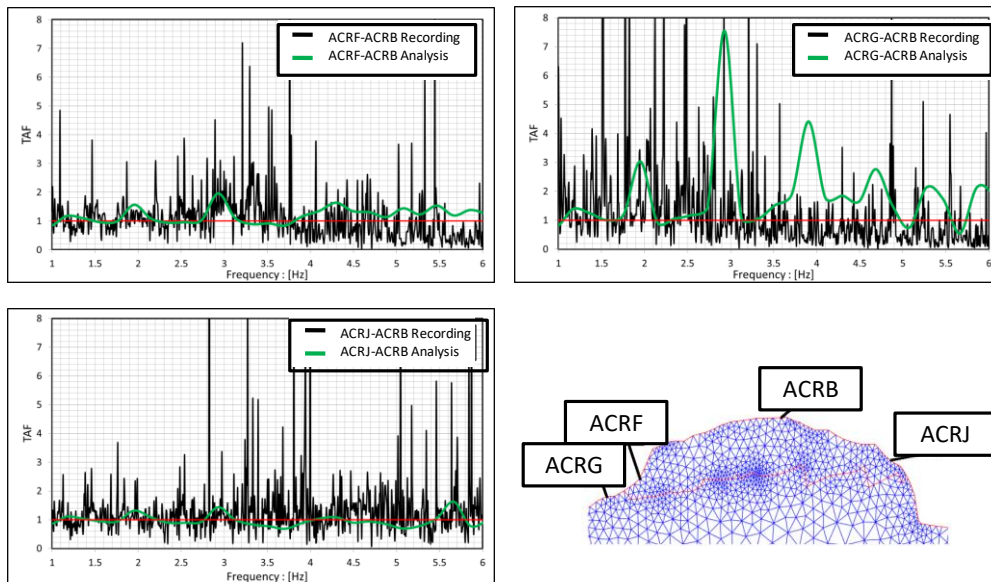 8
7
6
5
4
3
2
1
0
TAF
ACRF-ACRB Recording
ACRF-ACRB Analysis
1 1.5 2 2.5 3 3.5 4 4.5 5 5.5 6
Frequency : [Hz]
8
7
6
5
4
3
2
1
0
TAF
ACRG-ACRB Recording
ACRG-ACRB Analysis
1 1.5 2 2.5 3 3.5 4 4.5 5 5.5 6
Frequency : [Hz]
8
7
6
5
4
3
2
1
0
TAF
ACRJ-ACRB Recording
ACRJ-ACRB Analysis
1 1.5 2 2.5 3 3.5 4 4.5 5 5.5 6
Frequency : [Hz]
ACRB
ACRF
ACRJ
ACRG